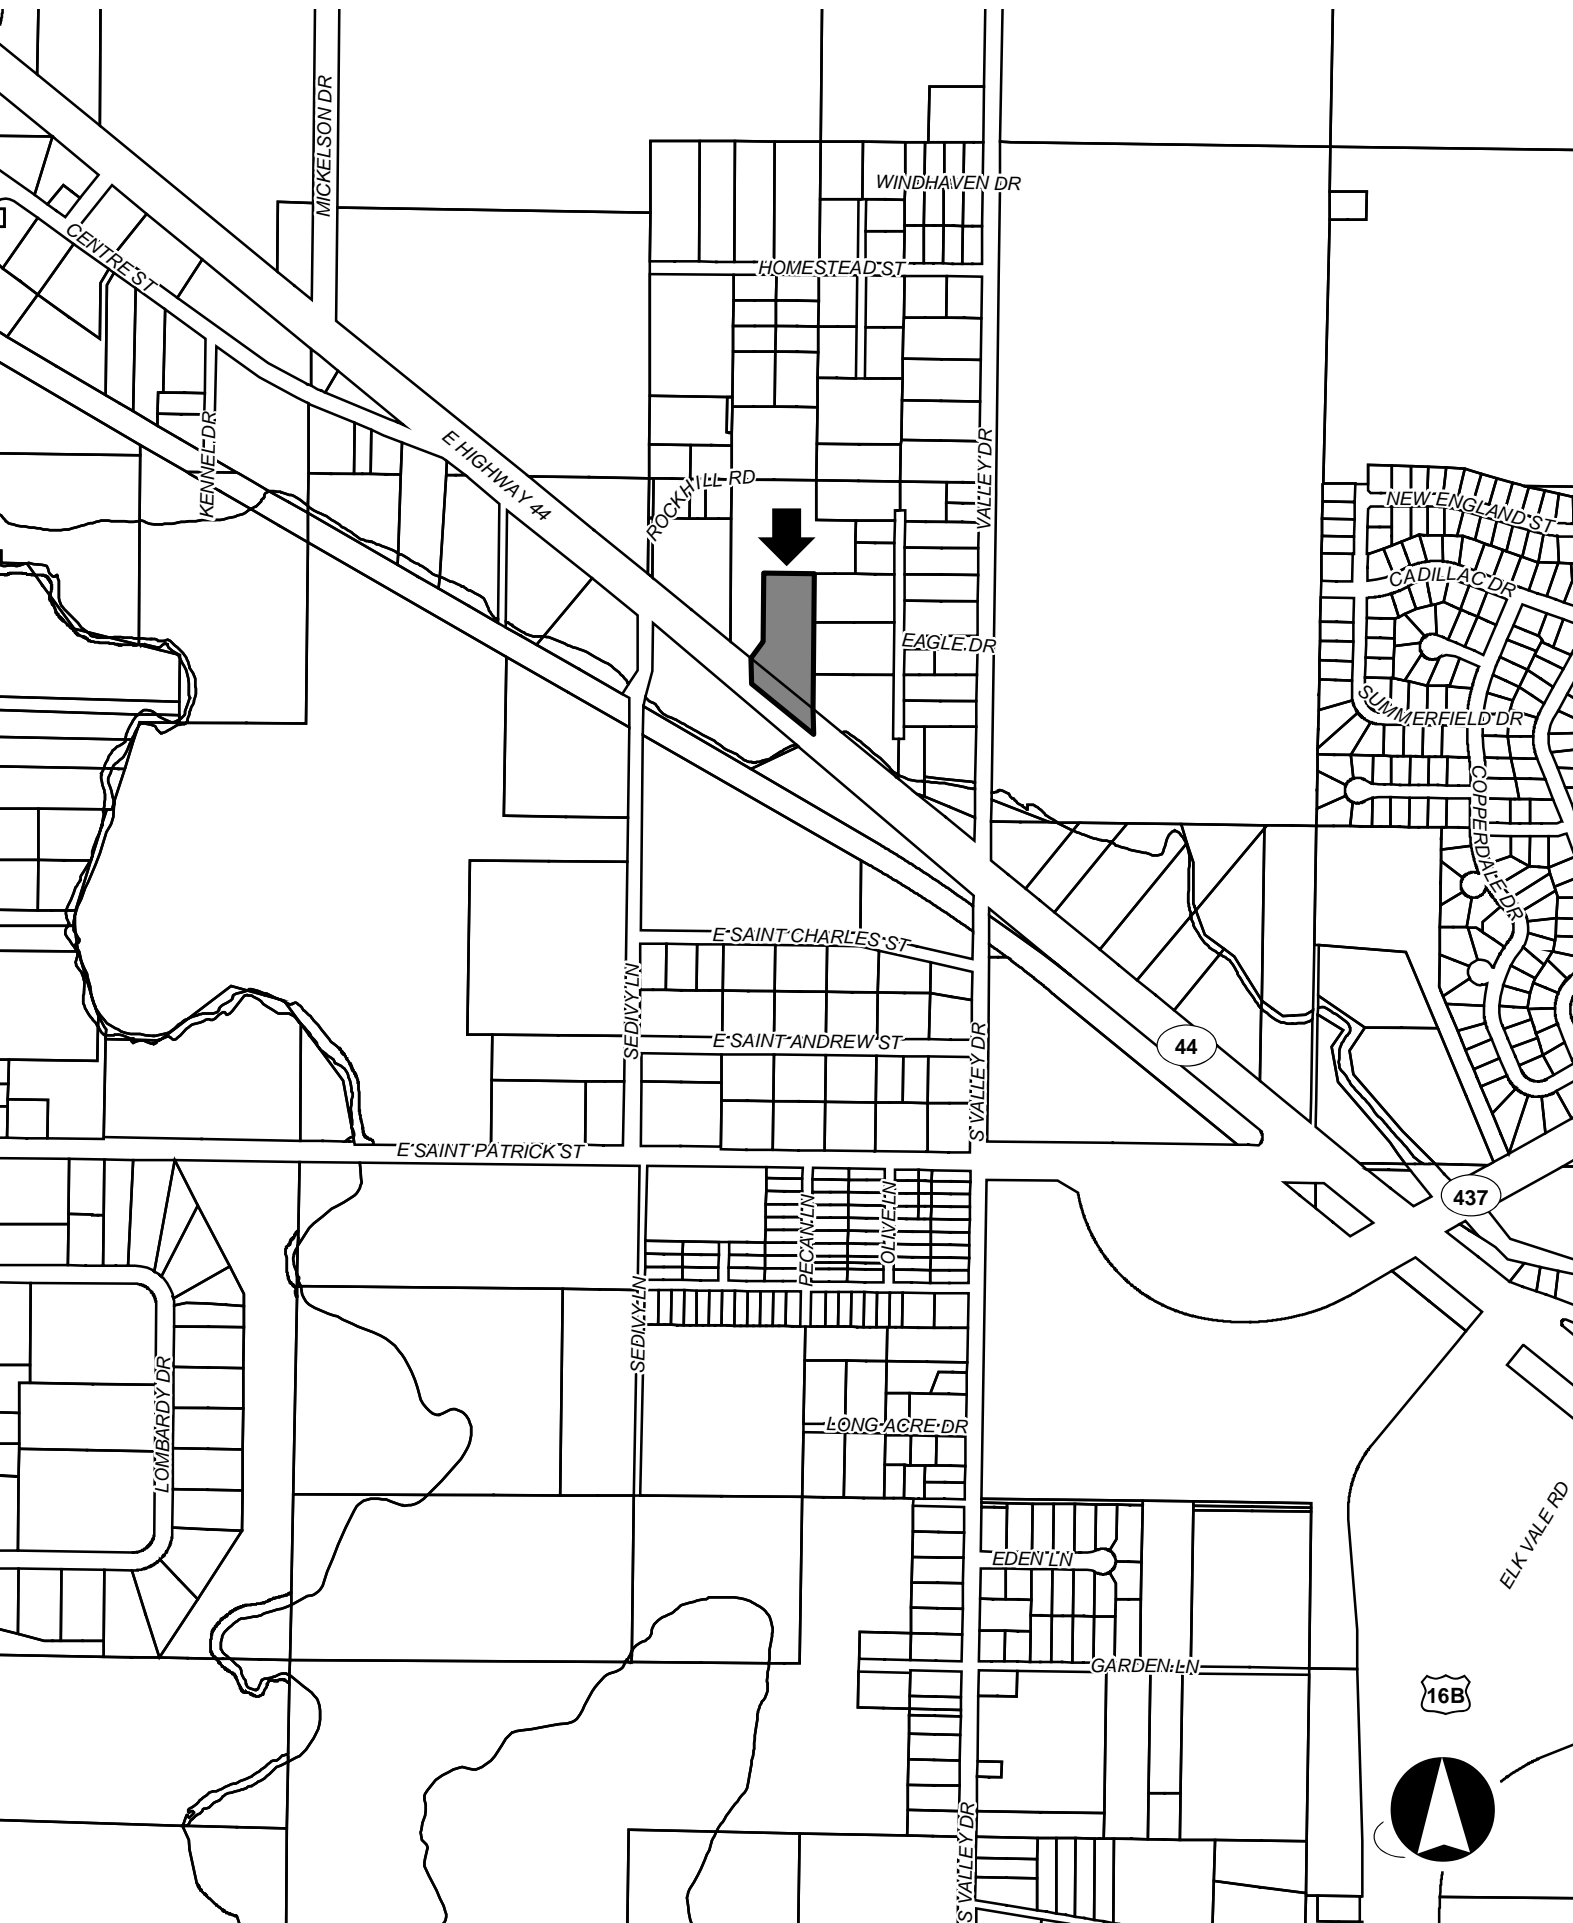 MICKELSON DR
WINDHAVEN DR
CENTRE ST
HOMESTEAD ST
KENNEL DR
E HIGHWAY 44
ROCKHILL RD
VALLEY DR
NEW ENGLAND ST
CADILLAC DR
EAGLE DR
SUMMERFIELD DR
COPPERDALE DR
E SAINT CHARLES ST
SEDIVY LN
E SAINT ANDREW ST
S VALLEY DR
44
E SAINT PATRICK ST
437
PECAN LN
OLIVE LN
SEDIVY LN
LOMBARDY DR
LONG ACRE DR
ELK VALE RD
EDEN LN
GARDEN LN
16B
S VALLEY DR